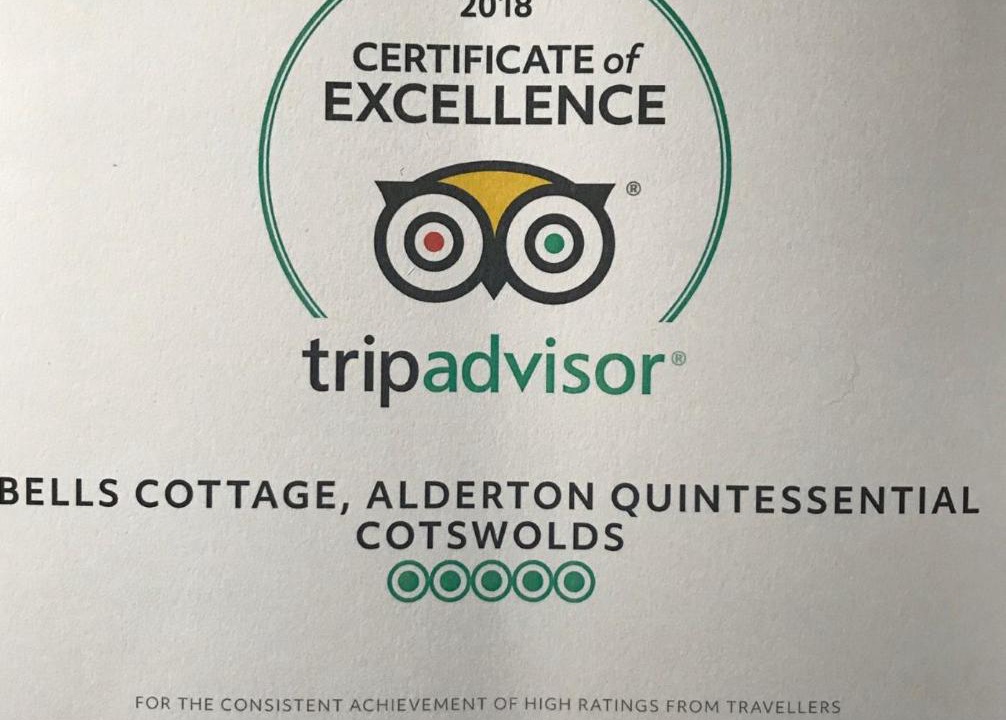 2018
CERTIFICATE of
EXCELLENCE
®
tripadvisor®
BELLS COTTAGE, ALDERTON QUINTESSENTIAL
COTSWOLDS
FOR THE CONSISTENT ACHIEVEMENT OF HIGH RATINGS FROM TRAVELLERS